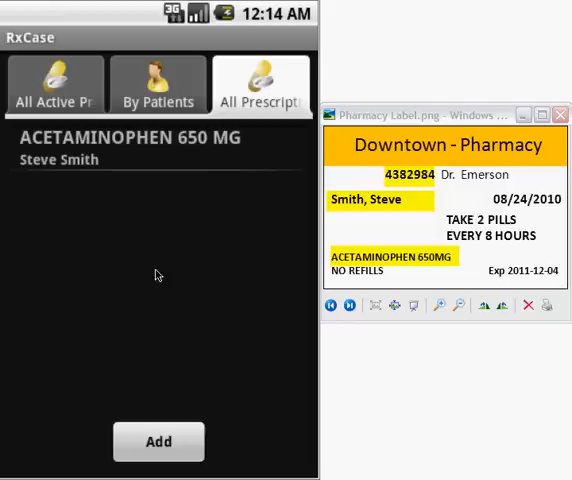 3G 12:14 AM
RxCase
All Active Pr By Patients All Prescripti
ACETAMINOPHEN 650 MG
Steve Smith
Add
Pharmacy Label.png - Windows ...
Downtown - Pharmacy
4382984 Dr. Emerson
Smith, Steve 08/24/2010
TAKE 2 PILLS
EVERY 8 HOURS
ACETAMINOPHEN 650MG
NO REFILLS Exp 2011-12-04